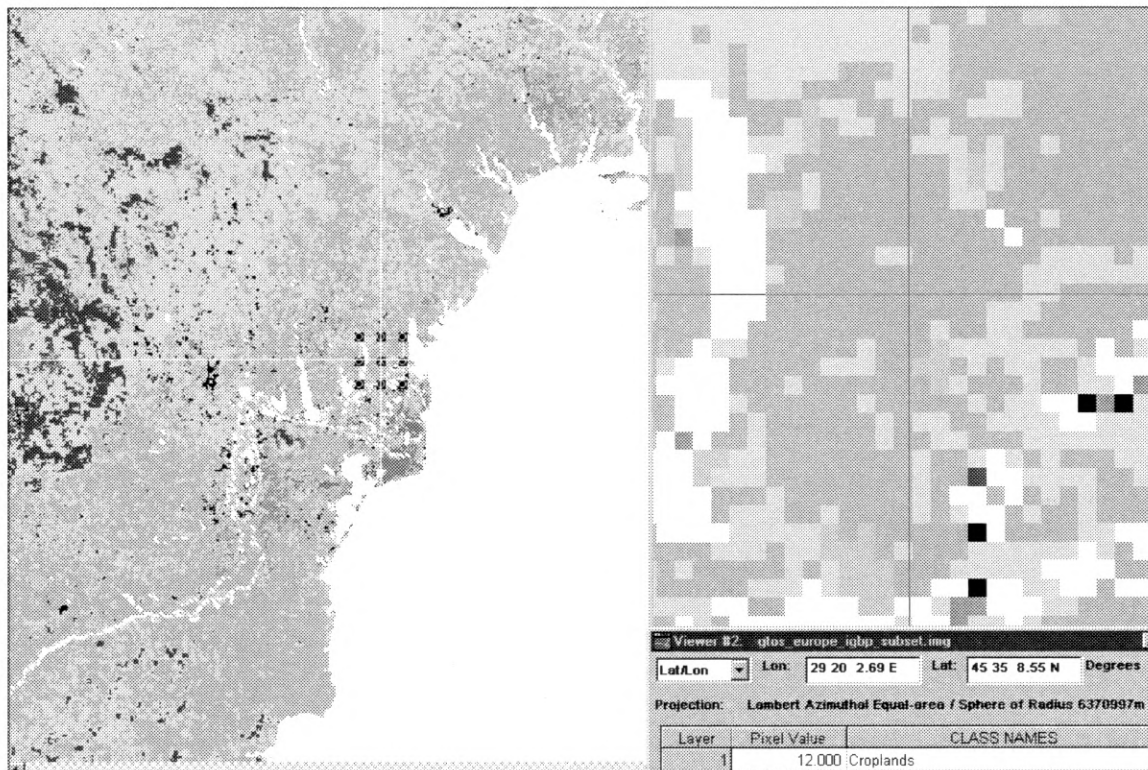 Viewer #2: gtos_europe_igbp_subset.img
Lat/Lon Lon: 29 20 2.69 E Lat: 45 35 8.55 N Degrees
Projection: Lambert Azimuthal Equal-area / Sphere of Radius 6370997m
Layer Pixel Value CLASS NAMES
1 12.000 Croplands